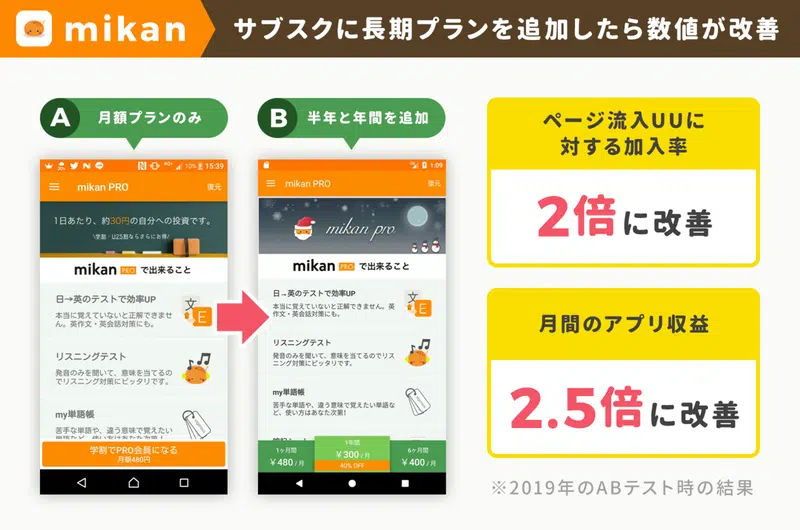 mikan
サブスクに長期プランを追加したら数値が改善
A
月額プランのみ
15:39
mikan PRO
復元
1日あたり、約30円の自分への投資です。
\学割・U25割ならさらにお得/
mikan PRO で出来ること
日→英のテストで効率UP
本当に覚えていないと正解できませ
ん。英作文・英会話対策にも。
文
E
リスニングテスト
発音のみを聞いて、意味を当てるの
でリスニング対策にピッタリです。
my単語帳
苦手な単語や、違う意味で覚えたい
単語など、使い方はあなた次第!
学割でPRO会員になる
月額480円
B
半年と年間を追加
1:09
mikan PRO
復元
mikan pro
mikan PRO で出来ること
日→英のテストで効率UP
本当に覚えていないと正解できません。英
作文・英会話対策にも。
文
E
リスニングテスト
発音のみを聞いて、意味を当てるのでリスニ
ング対策にピッタリです。
my単語帳
苦手な単語や、違う意味で覚えたい単語な
ど、使い方はあなた次第!
1ヶ月間
¥480 / 月
1年間
¥300 / 月
40% OFF
6ヶ月間
¥400 / 月
ページ流入UUに
対する加入率
2倍に改善
月間のアプリ収益
2.5倍に改善
※2019年のABテスト時の結果